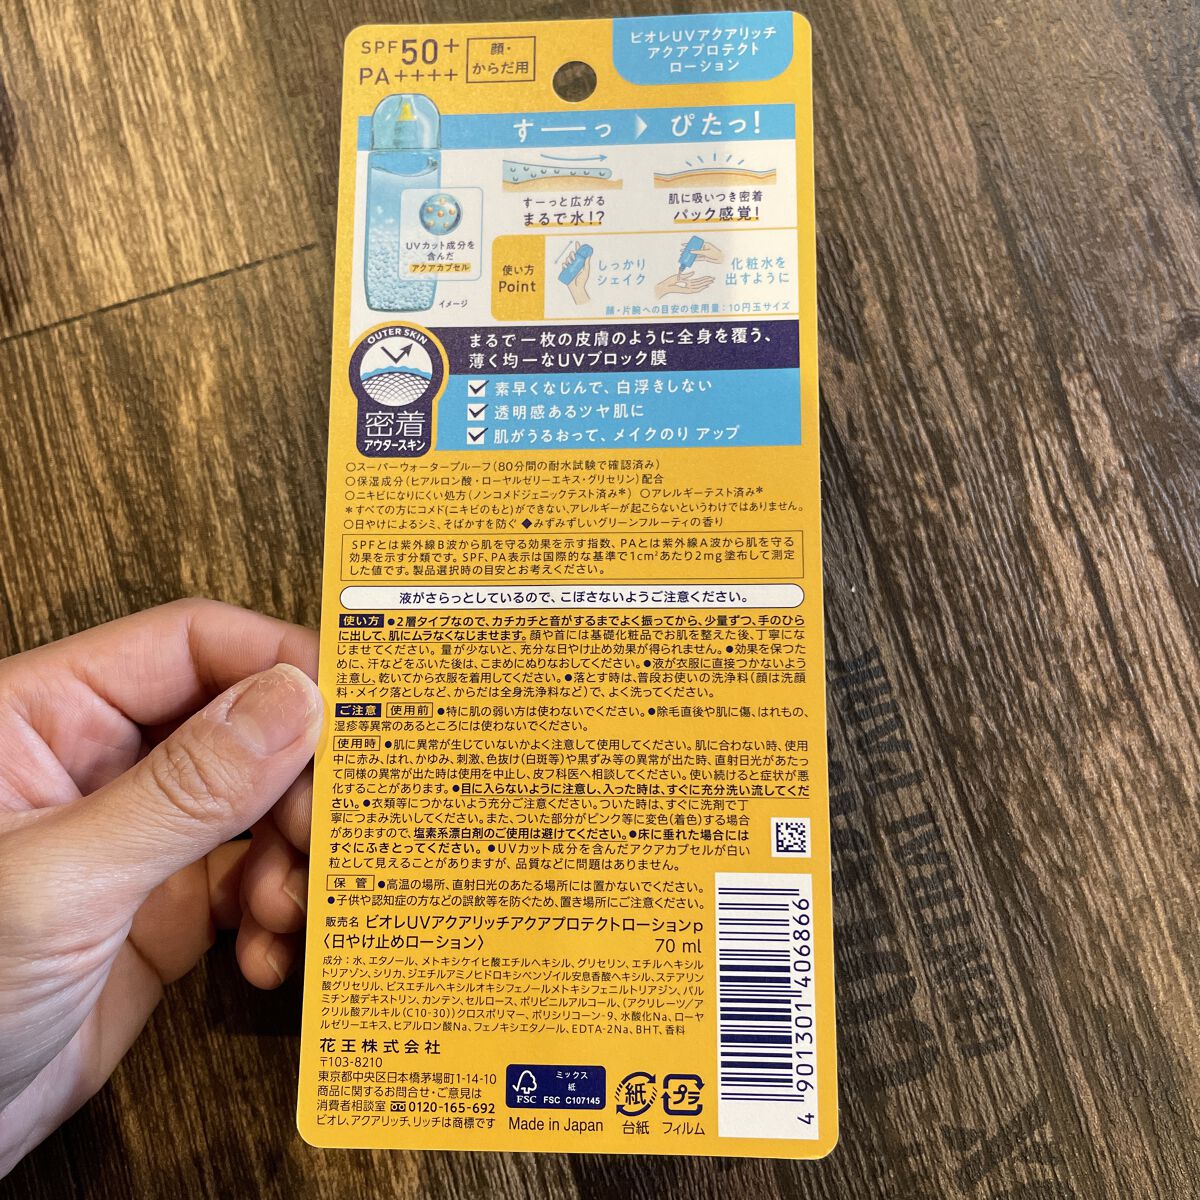 SPF50+
PA++++
顔・
からだ用
ビオレUVアクアリッチ
アクアプロテクト
ローション
すーっ ぴたっ!
すーっと広がる
まるで水!?
肌に吸いつき密着
パック感覚!
UVカット成分を
含んだ
アクアカプセル
イメージ
使い方
Point
しっかり
シェイク
化粧水を
出すように
顔・片腕への目安の使用量:10円玉サイズ
OUTER SKIN
密着
アウタースキン
まるで一枚の皮膚のように全身を覆う、
薄く均一なUVブロック膜
素早くなじんで、白浮きしない
透明感あるツヤ肌に
肌がうるおって、メイクのり アップ
○スーパーウォータープルーフ(80分間の耐水試験で確認済み)
○保湿成分(ヒアルロン酸・ローヤルゼリーエキス・グリセリン)配合
○ニキビになりにくい処方(ノンコメドジェニックテスト済み*) ○アレルギーテスト済み*
*すべての方にコメド(ニキビのもと)ができない、アレルギーが起こらないというわけではありません。
○日やけによるシミ、そばかすを防ぐ ◆みずみずしいグリーンフルーティの香り
SPFとは紫外線B波から肌を守る効果を示す指数、PAとは紫外線A波から肌を守る
効果を示す分類です。SPF、PA表示は国際的な基準で1cm²あたり2mg塗布して測定
した値です。製品選択時の目安とお考えください。
液がさらっとしているので、こぼさないようご注意ください。
使い方 ●2層タイプなので、カチカチと音がするまでよく振ってから、少量ずつ、手のひら
に出して、肌にムラなくなじませます。顔や首には基礎化粧品でお肌を整えた後、丁寧にな
じませてください。量が少ないと、充分な日やけ止め効果が得られません。●効果を保つた
めに、汗などをふいた後は、こまめにぬりなおしてください。●液が衣服に直接つかないよう
注意し、乾いてから衣服を着用してください。●落とす時は、普段お使いの洗浄料(顔は洗顔
料・メイク落としなど、からだは全身洗浄料など)で、よく洗ってください。
ご注意 使用前 ●特に肌の弱い方は使わないでください。●除毛直後や肌に傷、はれもの、
湿疹等異常のあるところには使わないでください。
使用時 ●肌に異常が生じていないかよく注意して使用してください。肌に合わない時、使用
中に赤み、はれ、かゆみ、刺激、色抜け(白斑等)や黒ずみ等の異常が出た時、直射日光があたっ
て同様の異常が出た時は使用を中止し、皮フ科医へ相談してください。使い続けると症状が悪
化することがあります。●目に入らないように注意し、入った時は、すぐに充分洗い流してくだ
さい。●衣類等につかないよう充分ご注意ください。ついた時は、すぐに洗剤で丁
寧につまみ洗いしてください。また、ついた部分がピンク等に変色(着色)する場合
がありますので、塩素系漂白剤のご使用は避けてください。●床に垂れた場合には
すぐにふきとってください。●UVカット成分を含んだアクアカプセルが白い
粒として見えることがありますが、品質などに問題はありません。
保管 ●高温の場所、直射日光のあたる場所には置かないでください。
●子供や認知症の方などの誤飲等を防ぐため、置き場所にご注意ください。
販売名 ビオレUVアクアリッチアクアプロテクトローションp
〈日やけ止めローション〉 70 ml
成分:水、エタノール、メトキシケイヒ酸エチルヘキシル、グリセリン、エチルヘキシル
トリアゾン、シリカ、ジエチルアミノヒドロキシベンゾイル安息香酸ヘキシル、ステアリン
酸グリセリル、ビスエチルヘキシルオキシフェノールメトキシフェニルトリアジン、パル
ミチン酸デキストリン、カンテン、セルロース、ポリビニルアルコール、(アクリレーツ/ア
クリル酸アルキル(C10-30))クロスポリマー、ポリシリコーン-9、水酸化Na、ローヤ
ルゼリーエキス、ヒアルロン酸Na、フェノキシエタノール、EDTA-2Na、BHT、香料
花王株式会社
〒103-8210
東京都中央区日本橋茅場町1-14-10
商品に関するお問合せ・ご意見は
消費者相談室 0120-165-692
ビオレ、アクアリッチ、リッチは商標です
FSC
ミックス
紙
FSC C107145
Made in Japan
紙
台紙
プラ
フィルム
4 901301 406866